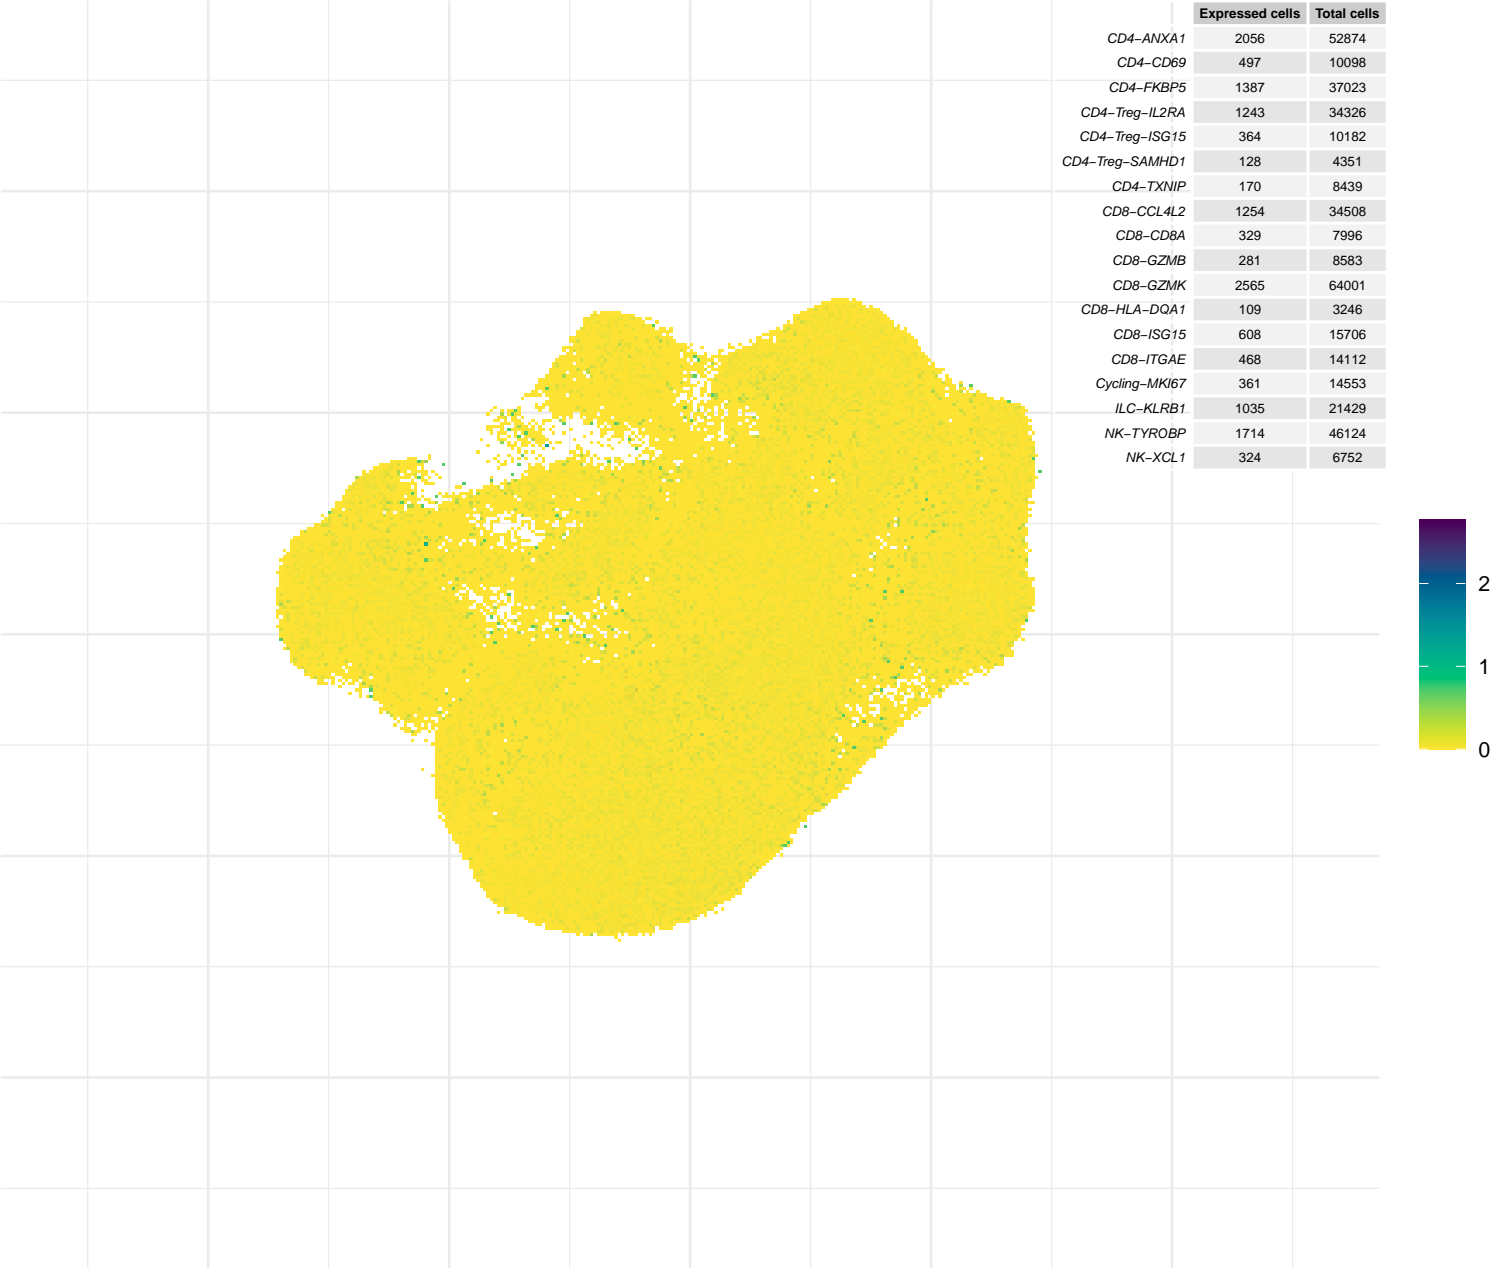 Expressed cells Total cells
CD4−ANXA1 2056 52874
CD4−CD69 497 10098
CD4−FKBP5 1387 37023
CD4−Treg−IL2RA 1243 34326
CD4−Treg−ISG15 364 10182
CD4−Treg−SAMHD1 128 4351
CD4−TXNIP 170 8439
CD8−CCL4L2 1254 34508
CD8−CD8A 329 7996
CD8−GZMB 281 8583
CD8−GZMK 2565 64001
CD8−HLA−DQA1 109 3246
CD8−ISG15 608 15706
CD8−ITGAE 468 14112
Cycling−MKI67 361 14553
ILC−KLRB1 1035 21429
NK−TYROBP 1714 46124
NK−XCL1 324 6752
2
1
0